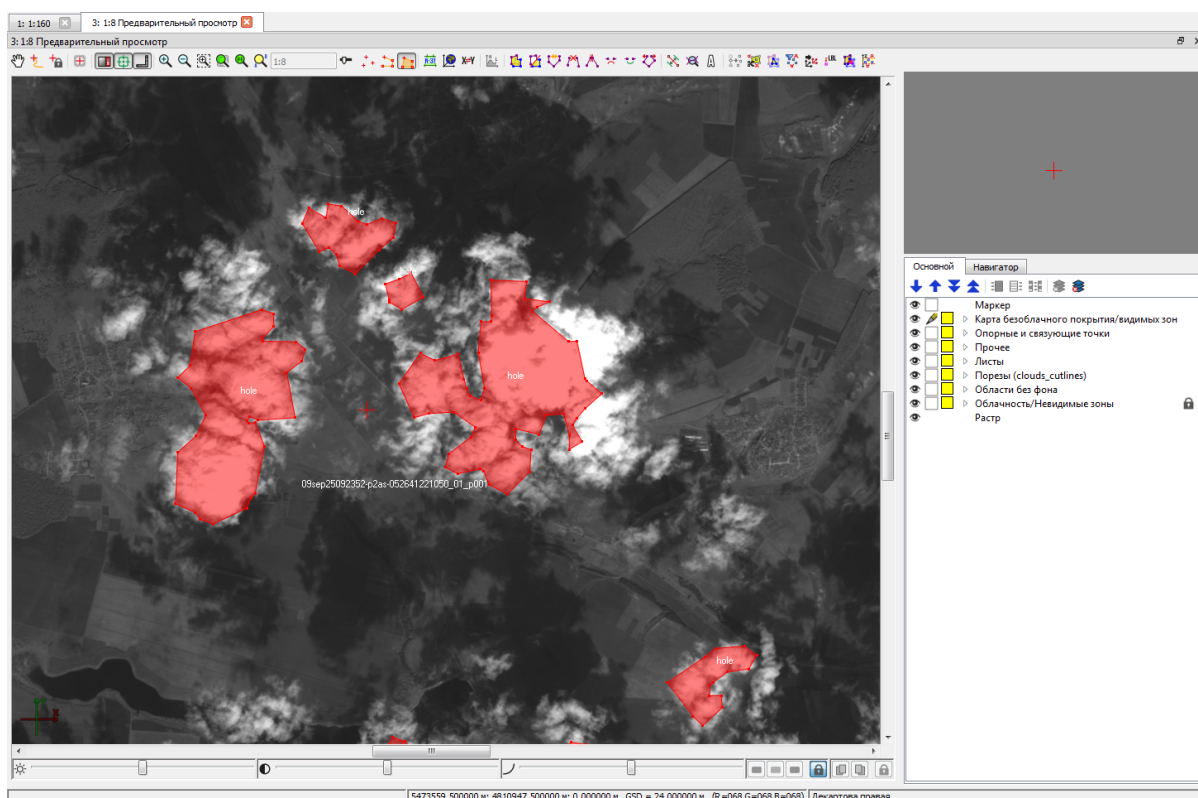 1: 1:160
3: 1:8 Предварительный просмотр
3: 1:8 Предварительный просмотр
1:8
hole
hole
hole
09sep25092352-p2as-052641221050_01_p001
hole
Основной
Навигатор
Маркер
Карта безоблачного покрытия/видимых зон
Опорные и связующие точки
Прочее
Листы
Порезы (clouds_cutlines)
Области без фона
Облачность/Невидимые зоны
Растр
5473559.500000 м; 4810947.500000 м; 0.000000 м, GSD = 24.000000 м, (R=068 G=068 B=068)
Декартова правая